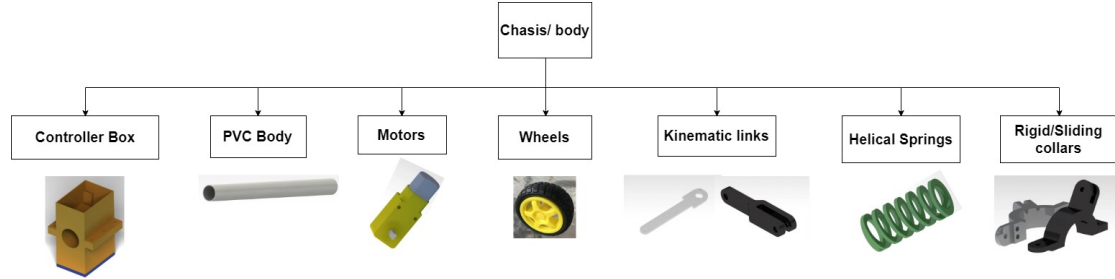 Chasis/ body
Controller Box
PVC Body
Motors
Wheels
Kinematic links
Helical Springs
Rigid/Sliding
collars